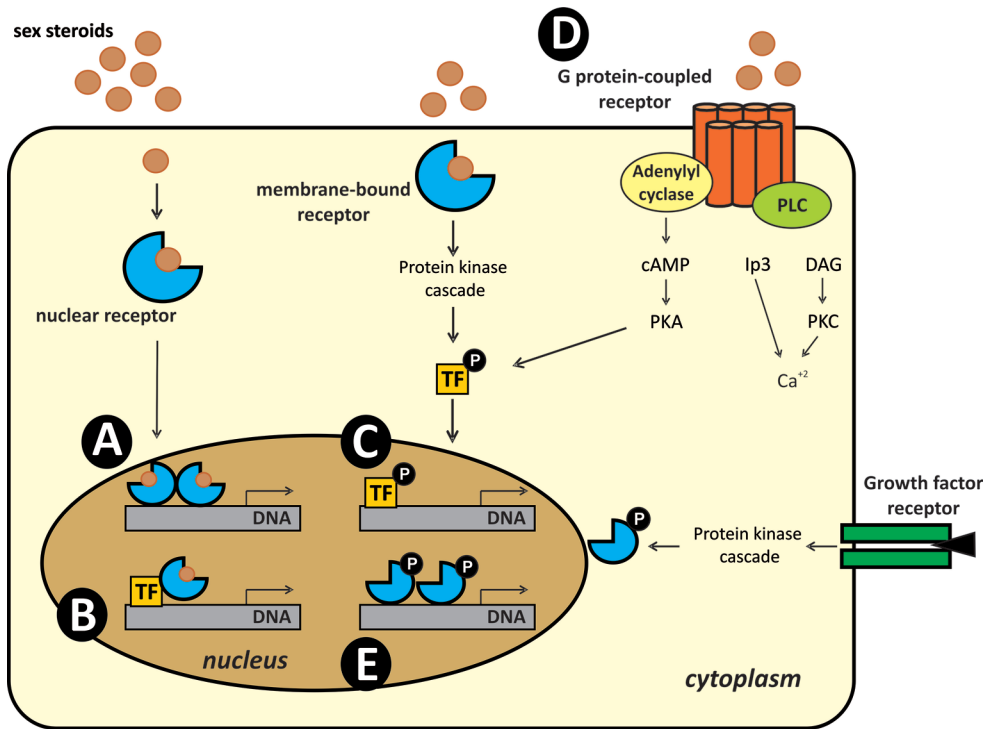 sex steroids
D
G protein-coupled
receptor
membrane-bound
receptor
Adenylyl
cyclase
PLC
nuclear receptor
Protein kinase
cascade
cAMP
Ip3
DAG
PKA
PKC
Ca+2
TF
P
A
C
DNA
TF
P
DNA
Growth factor
receptor
P
Protein kinase
cascade
B
TF
DNA
P
P
DNA
E
nucleus
cytoplasm